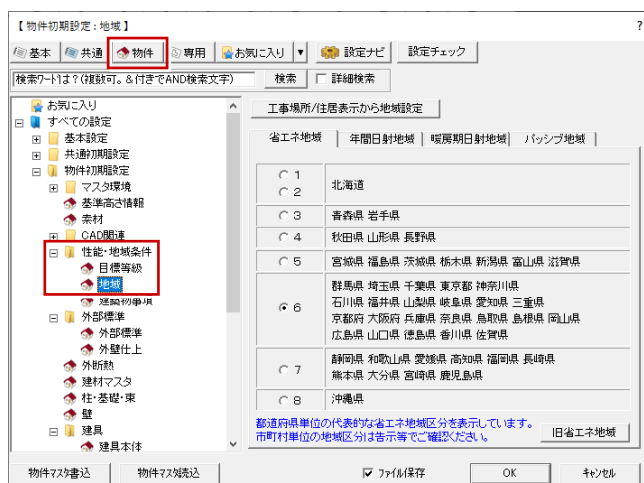 【物件初期設定:地域】
?
基本 共通 物件 専用 お気に入り ▼ 設定ナビ 設定チェック
検索ワードは?(複数可。&付きでAND検索文字) 検索 詳細検索
お気に入り
すべての設定
基本設定
共通初期設定
物件初期設定
マスタ環境
基準高さ情報
素材
CAD関連
性能・地域条件
目標等級
地域
建築物事項
外部標準
外部標準
外壁仕上
外断熱
建材マスタ
柱・基礎・束
壁
建具
建具本体
工事場所/住居表示から地域設定
省エネ地域 年間日射地域 暖房期日射地域 パッシブ地域
1
2
北海道
3 青森県 岩手県
4 秋田県 山形県 長野県
5 宮城県 福島県 茨城県 栃木県 新潟県 富山県 滋賀県
6
群馬県 埼玉県 千葉県 東京都 神奈川県
石川県 福井県 山梨県 岐阜県 愛知県 三重県
京都府 大阪府 兵庫県 奈良県 鳥取県 島根県 岡山県
広島県 山口県 徳島県 香川県 佐賀県
7
静岡県 和歌山県 愛媛県 高知県 福岡県 長崎県
熊本県 大分県 宮崎県 鹿児島県
8 沖縄県
都道府県単位の代表的な省エネ地域区分を表示しています。
市町村単位の地域区分は告示等でご確認ください。
旧省エネ地域
物件マスタ書込 物件マスタ読込 ファイル保存 OK キャンセル